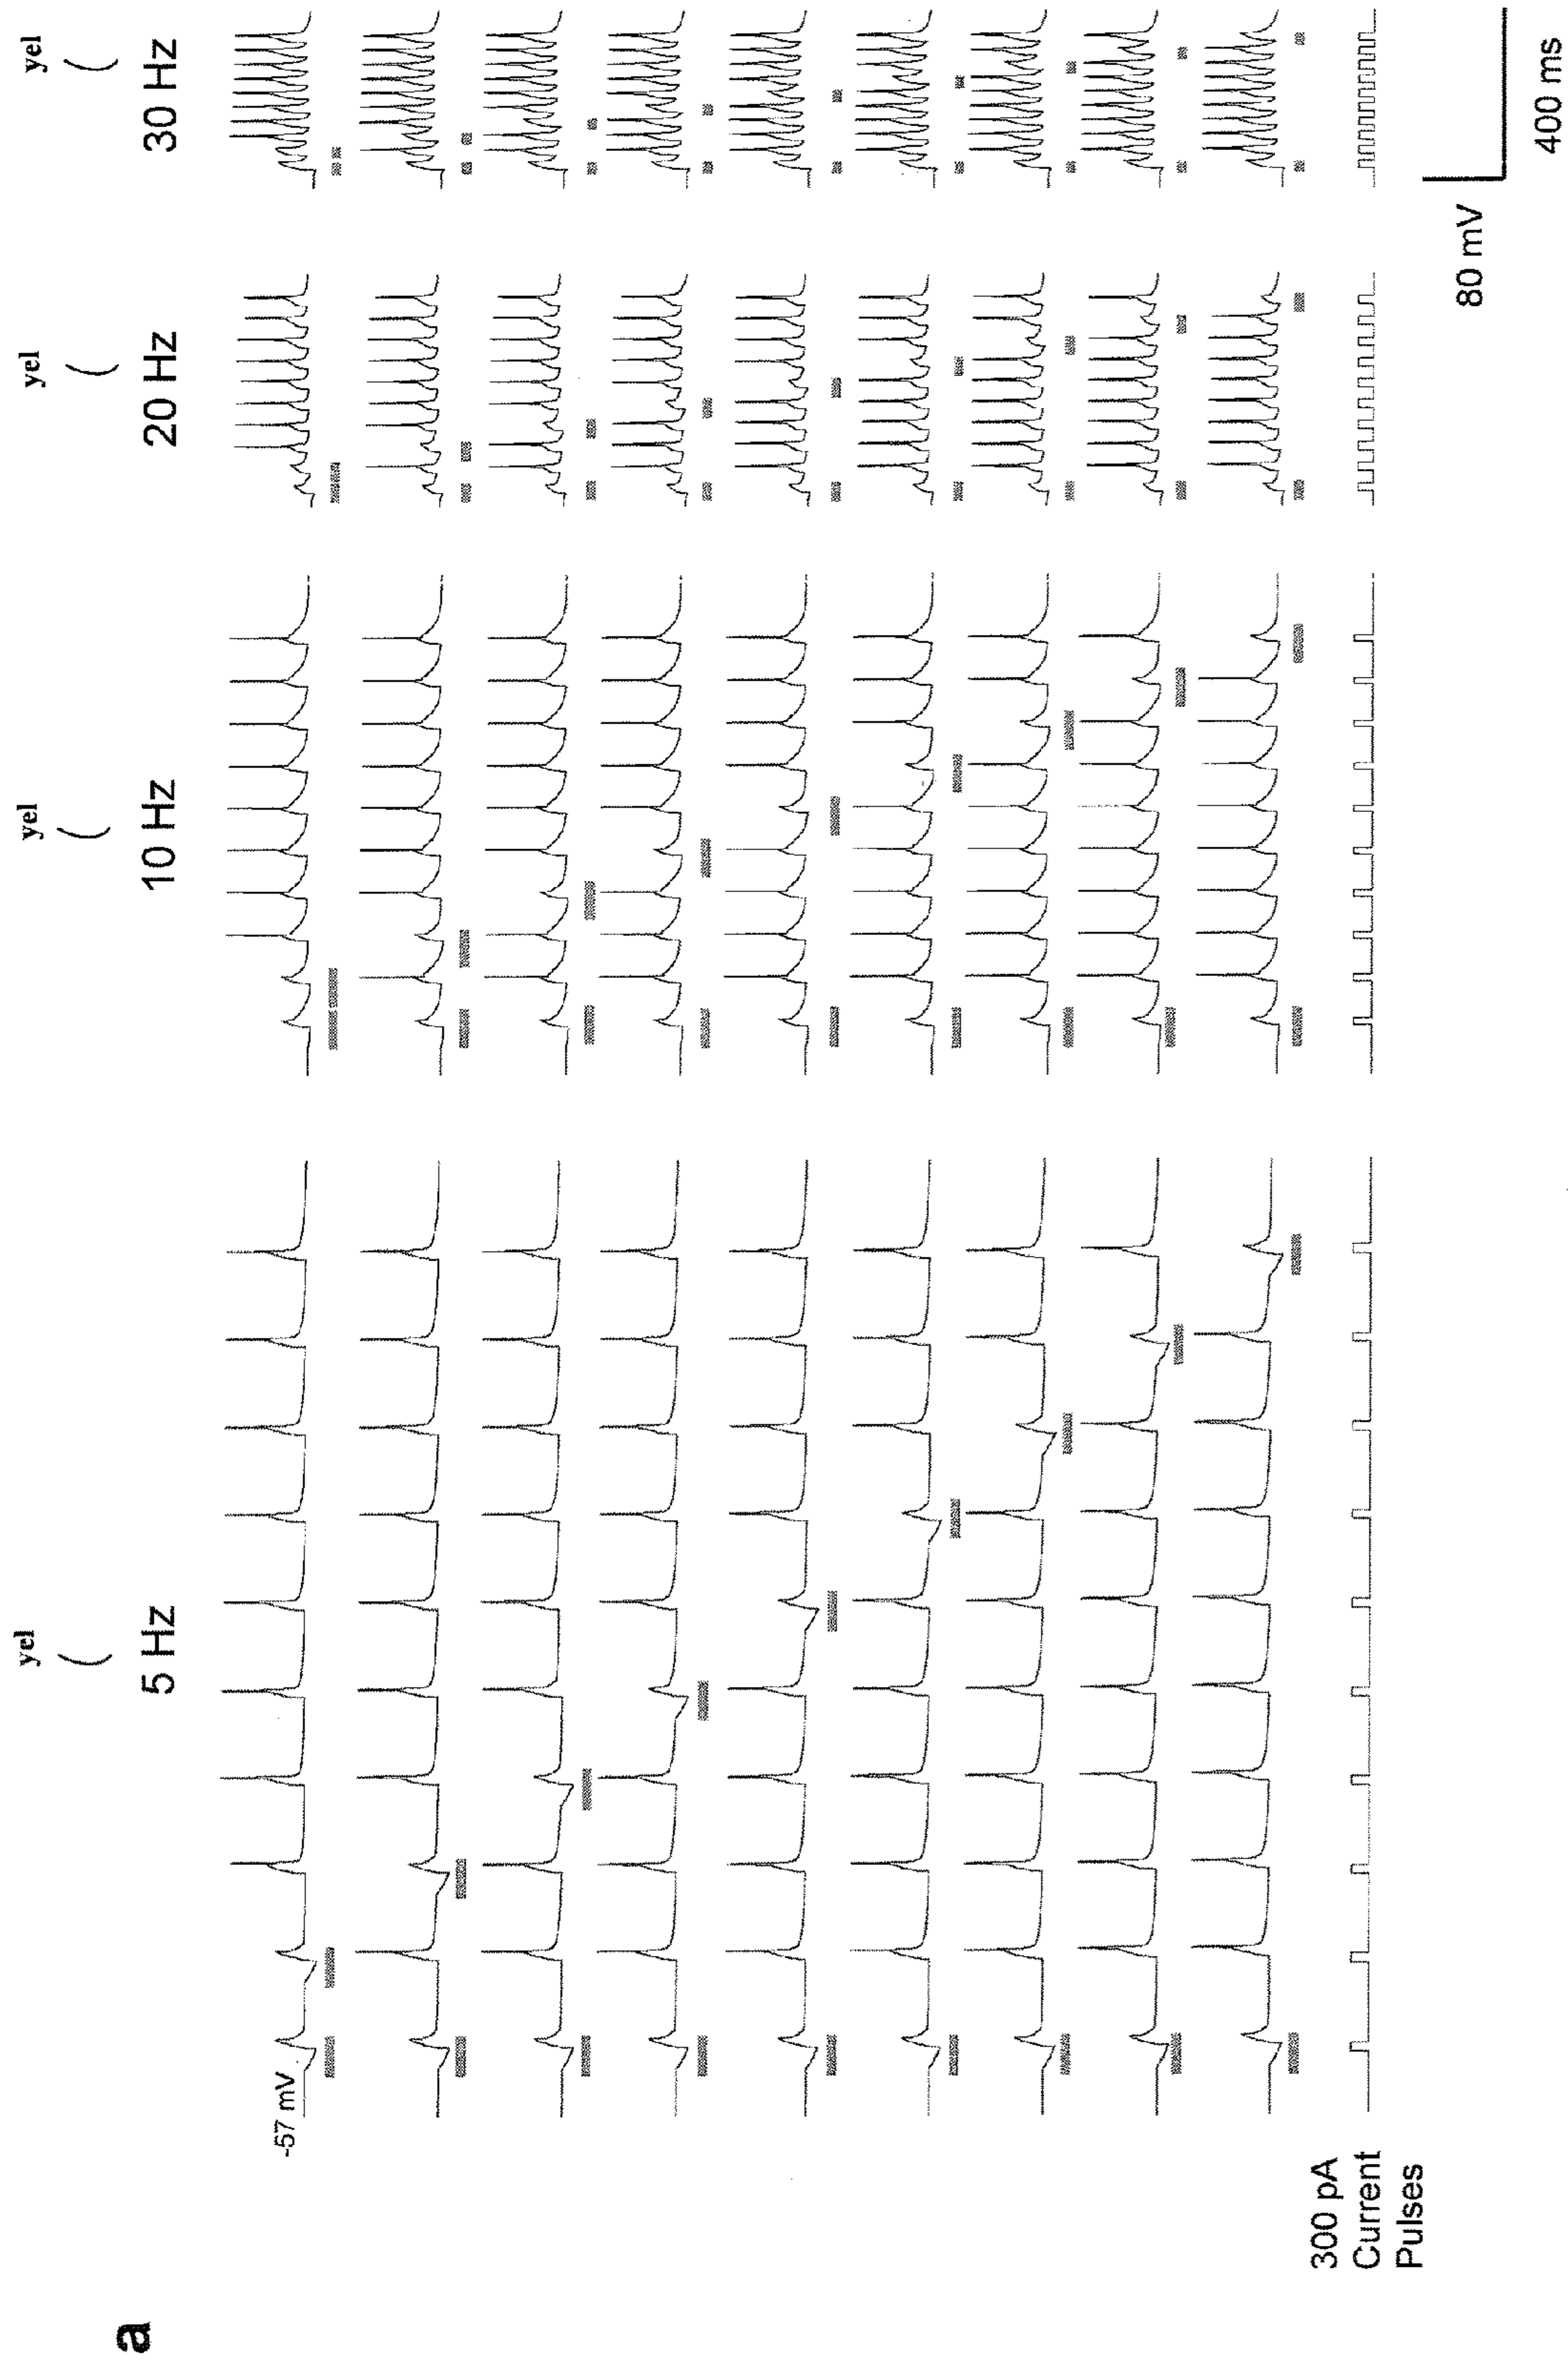 a
yel
(
5 Hz
yel
(
10 Hz
yel
(
20 Hz
yel
(
30 Hz
-57 mV
300 pA
Current
Pulses
80 mV
400 ms